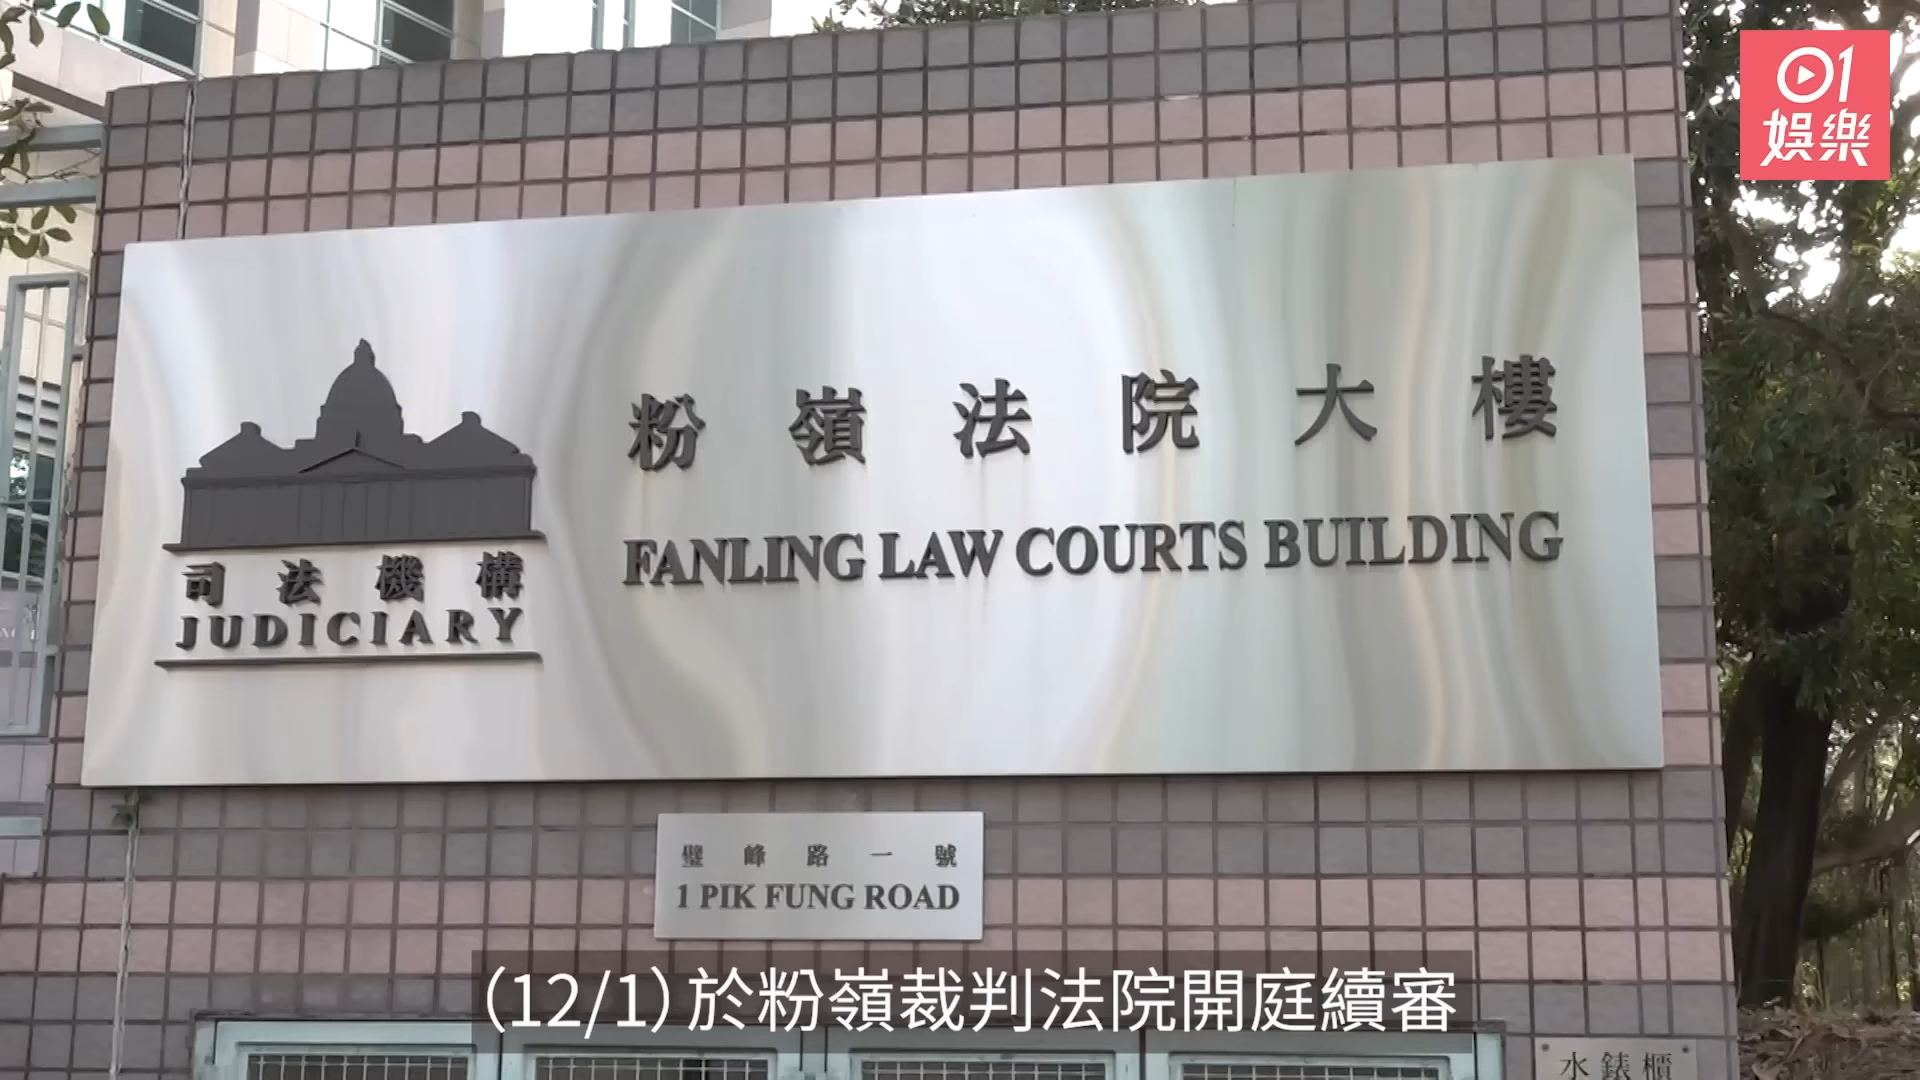 01
娛樂
粉嶺法院大樓
FANLING LAW COURTS BUILDING
司法機構
JUDICIARY
璧峰路一號
1 PIK FUNG ROAD
(12/1)於粉嶺裁判法院開庭續審
水錶櫃